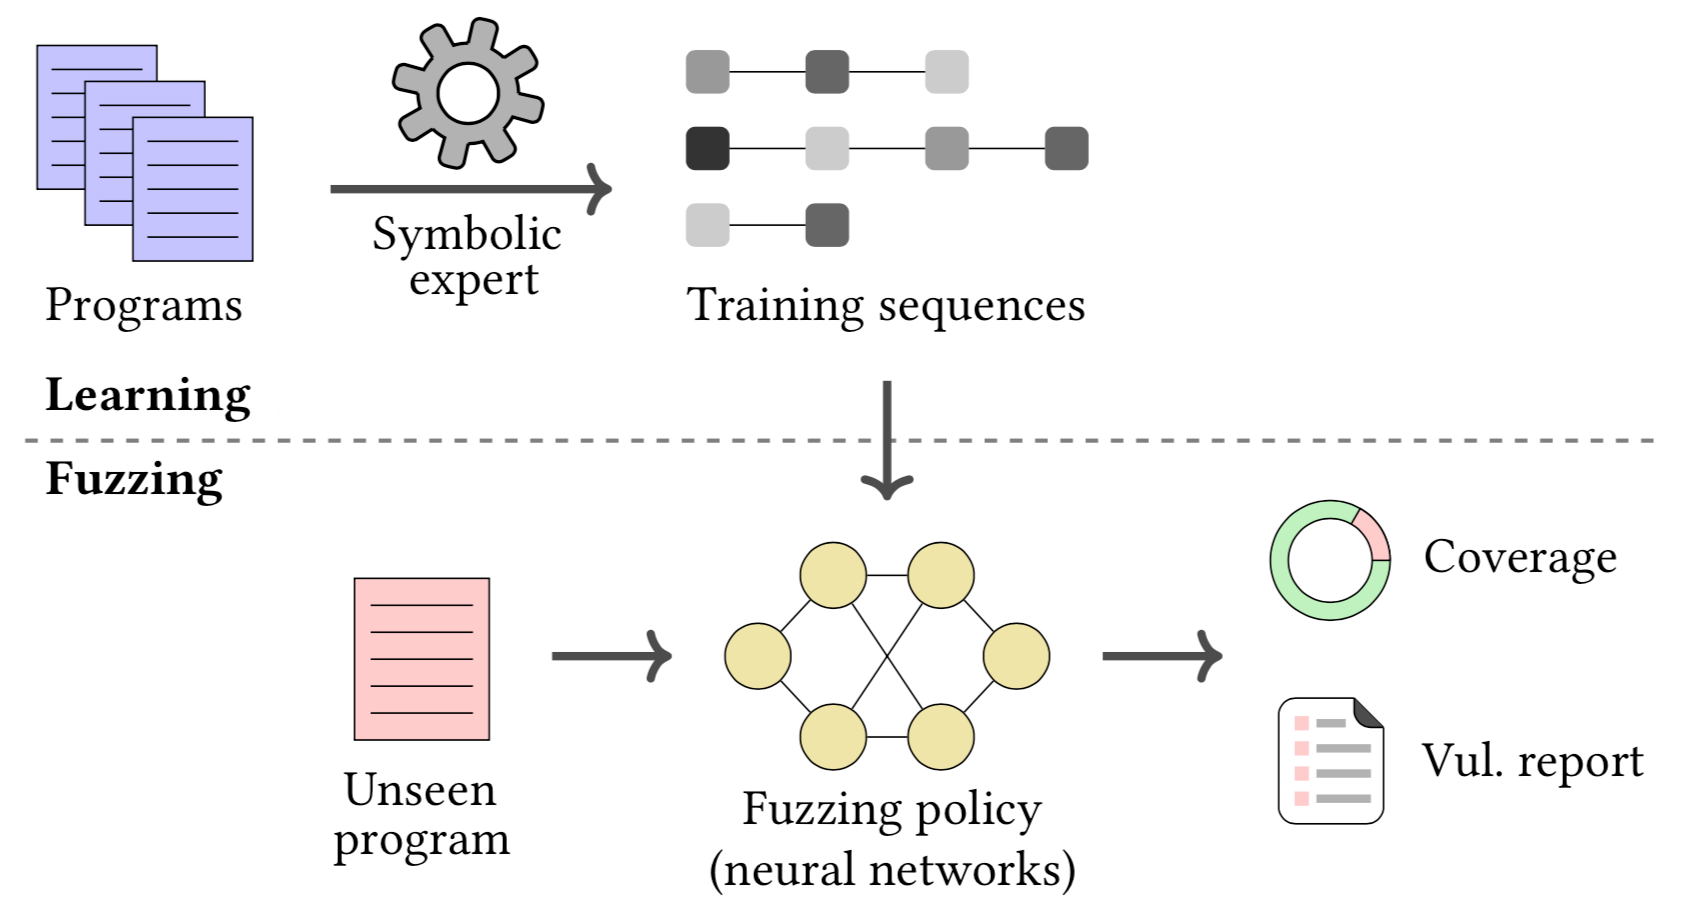 Symbolic
expert
Programs
Training sequences
Learning
Fuzzing
Coverage
Unseen
program
Fuzzing policy
(neural networks)
Vul. report